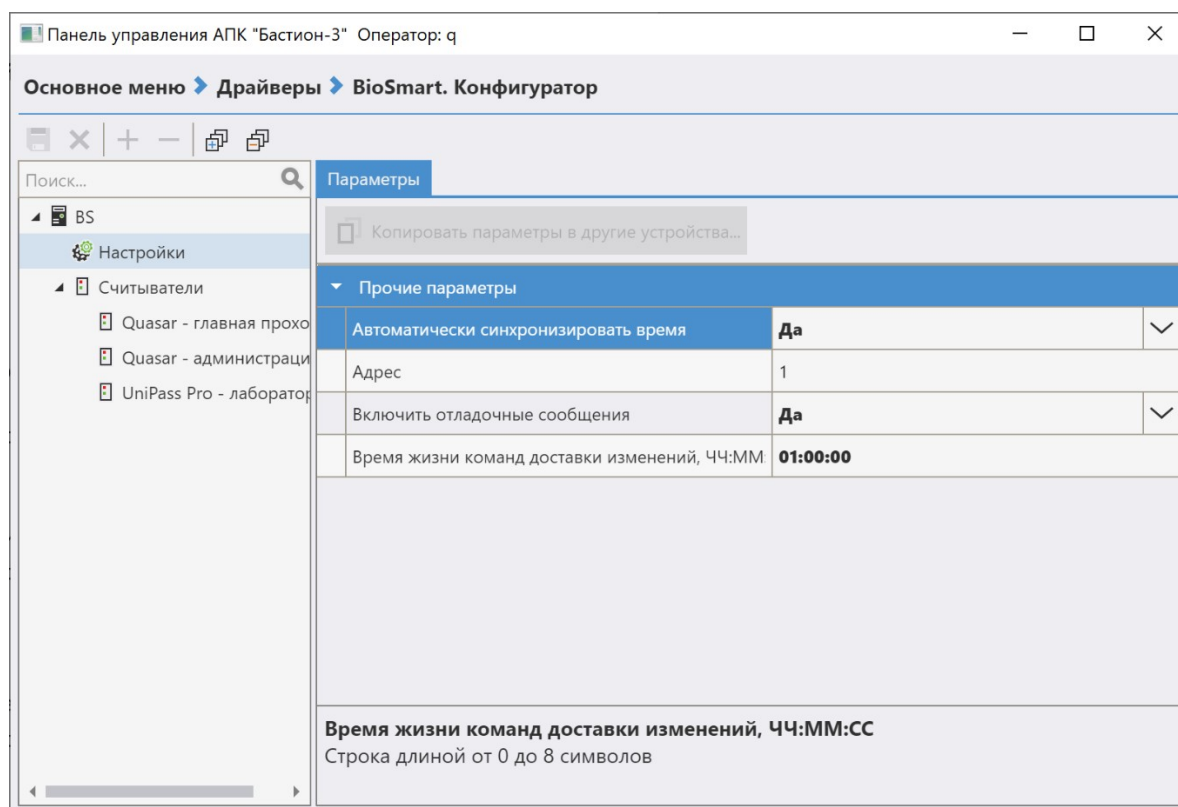 Панель управления АПК "Бастион-3" Оператор: q
Основное меню Драйверы BioSmart. Конфигуратор
Поиск...
BS
Настройки
Считыватели
Quasar - главная прохо
Quasar - администраци
UniPass Pro - лаборатор
Параметры
Копировать параметры в другие устройства...
Прочие параметры
Автоматически синхронизировать время Да
Адрес 1
Включить отладочные сообщения Да
Время жизни команд доставки изменений, ЧЧ:ММ: 01:00:00
Время жизни команд доставки изменений, ЧЧ:ММ:СС
Строка длиной от 0 до 8 символов